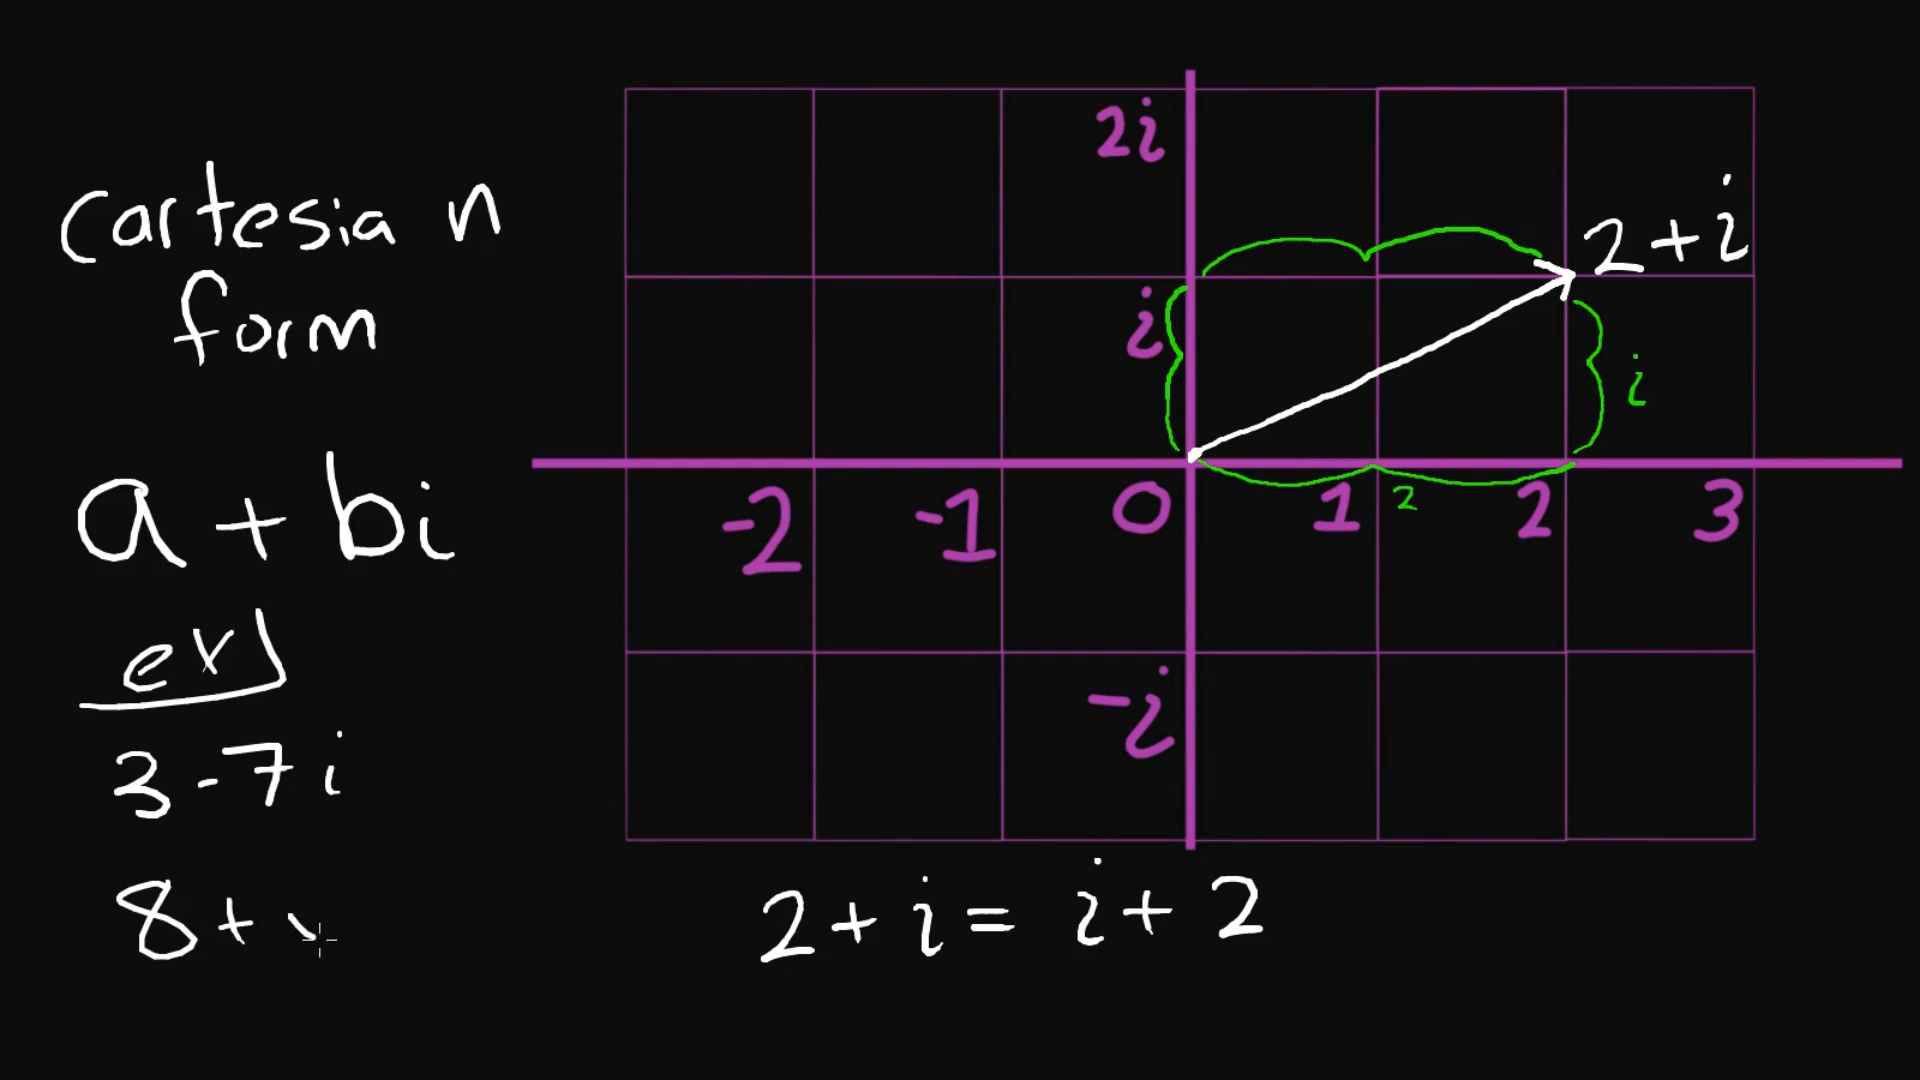 Cartesian
form
a + bi
ex)
3 - 7i
8 +
2i
i
2 + i
i
-2 -1 0 1 2 2 3
-i
2 + i = i + 2